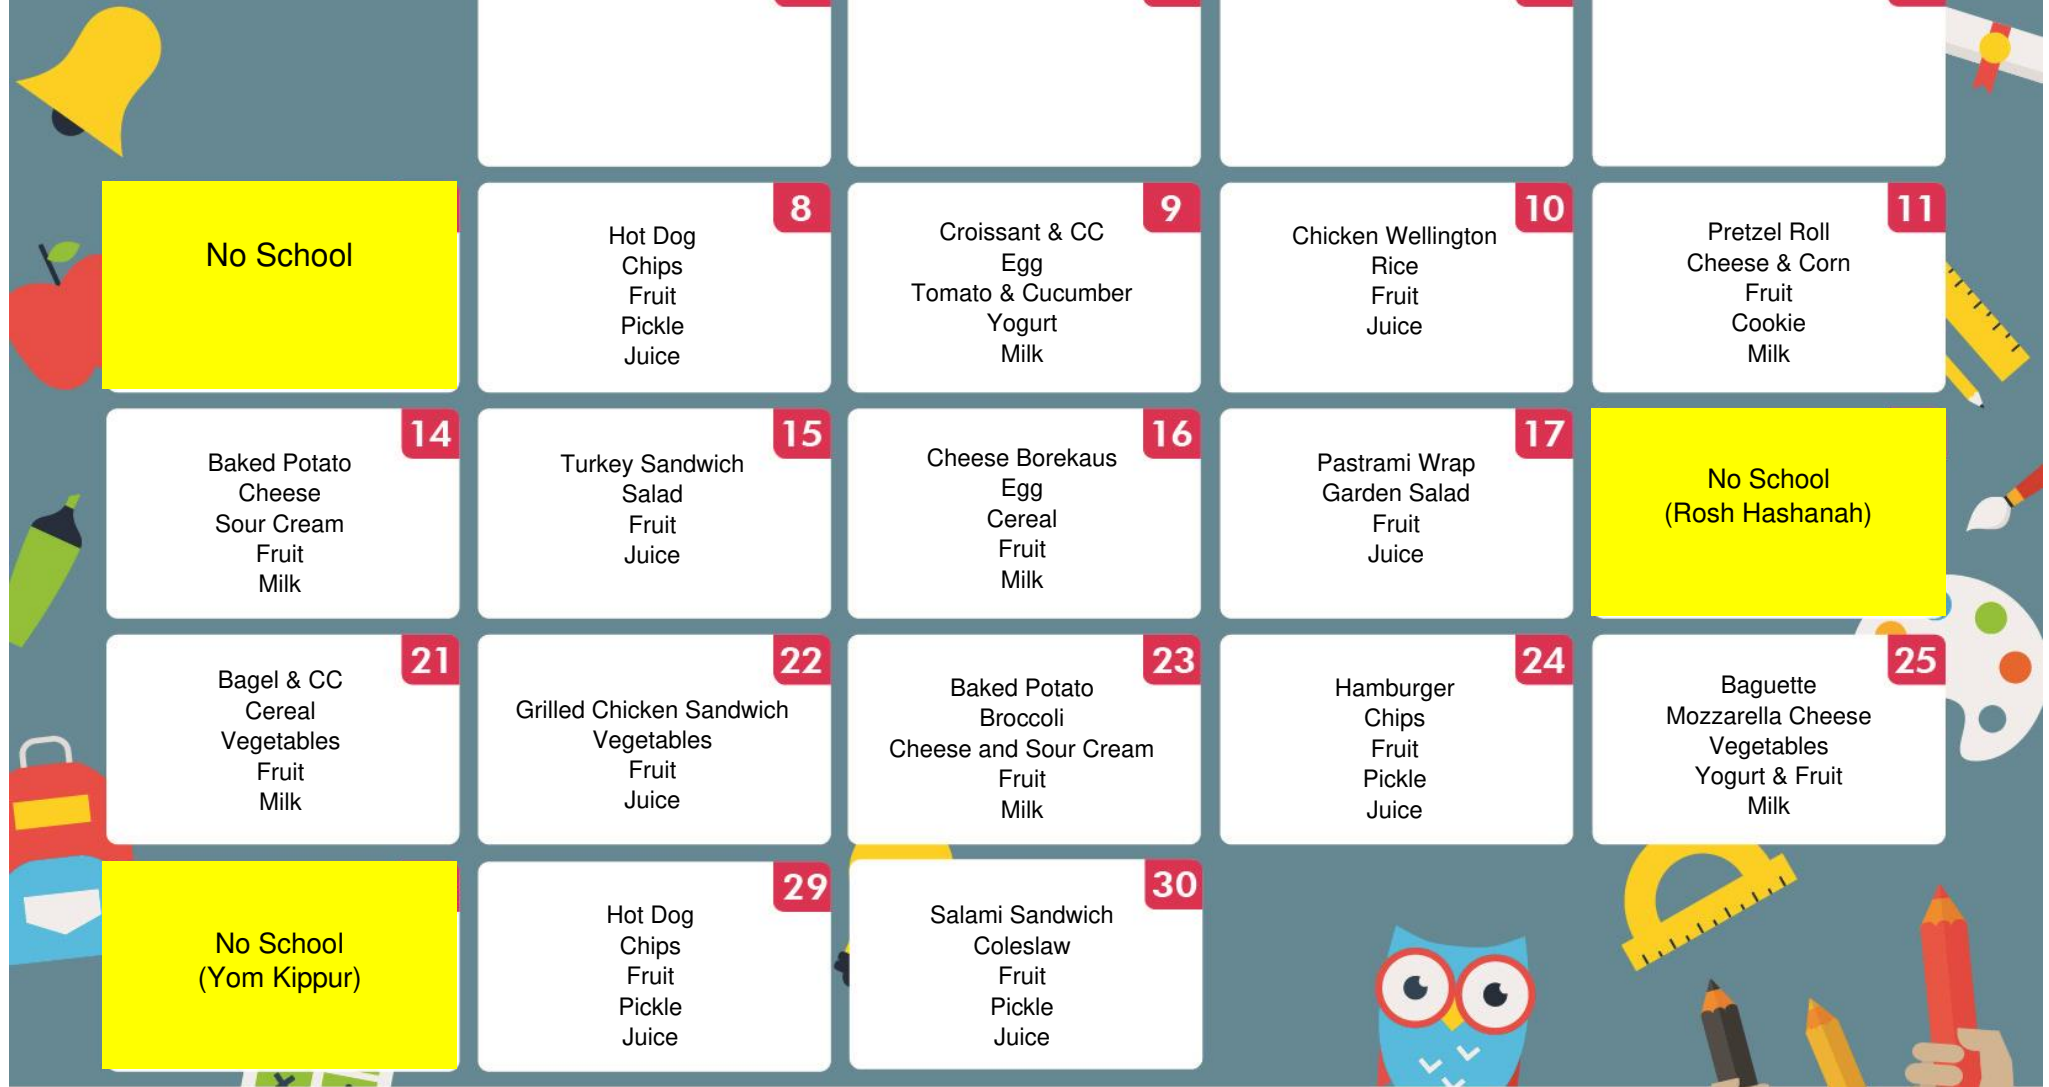 No School
8
Hot Dog
Chips
Fruit
Pickle
Juice
9
Croissant & CC
Egg
Tomato & Cucumber
Yogurt
Milk
10
Chicken Wellington
Rice
Fruit
Juice
11
Pretzel Roll
Cheese & Corn
Fruit
Cookie
Milk
14
Baked Potato
Cheese
Sour Cream
Fruit
Milk
15
Turkey Sandwich
Salad
Fruit
Juice
16
Cheese Borekaus
Egg
Cereal
Fruit
Milk
17
Pastrami Wrap
Garden Salad
Fruit
Juice
No School
(Rosh Hashanah)
21
Bagel & CC
Cereal
Vegetables
Fruit
Milk
22
Grilled Chicken Sandwich
Vegetables
Fruit
Juice
23
Baked Potato
Broccoli
Cheese and Sour Cream
Fruit
Milk
24
Hamburger
Chips
Fruit
Pickle
Juice
25
Baguette
Mozzarella Cheese
Vegetables
Yogurt & Fruit
Milk
No School
(Yom Kippur)
29
Hot Dog
Chips
Fruit
Pickle
Juice
30
Salami Sandwich
Coleslaw
Fruit
Pickle
Juice